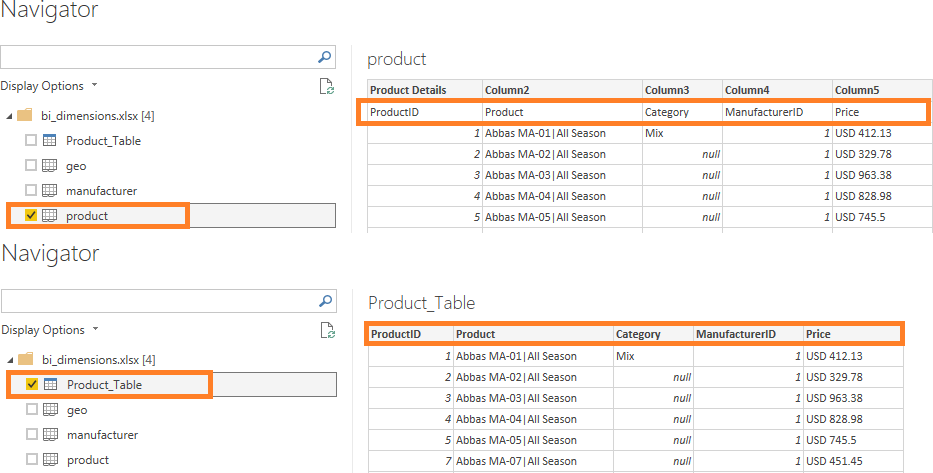 Navigator
Display Options
bi_dimensions.xlsx [4]
Product_Table
geo
manufacturer
product
product
Product Details Column2 Column3 Column4 Column5
ProductID Product Category ManufacturerID Price
1 Abbas MA-01|All Season Mix 1 USD 412.13
2 Abbas MA-02|All Season null 1 USD 329.78
3 Abbas MA-03|All Season null 1 USD 963.38
4 Abbas MA-04|All Season null 1 USD 828.98
5 Abbas MA-05|All Season null 1 USD 745.5
Navigator
Display Options
bi_dimensions.xlsx [4]
Product_Table
geo
manufacturer
product
Product_Table
ProductID Product Category ManufacturerID Price
1 Abbas MA-01|All Season Mix 1 USD 412.13
2 Abbas MA-02|All Season null 1 USD 329.78
3 Abbas MA-03|All Season null 1 USD 963.38
4 Abbas MA-04|All Season null 1 USD 828.98
5 Abbas MA-05|All Season null 1 USD 745.5
7 Abbas MA-07|All Season null 1 USD 451.45